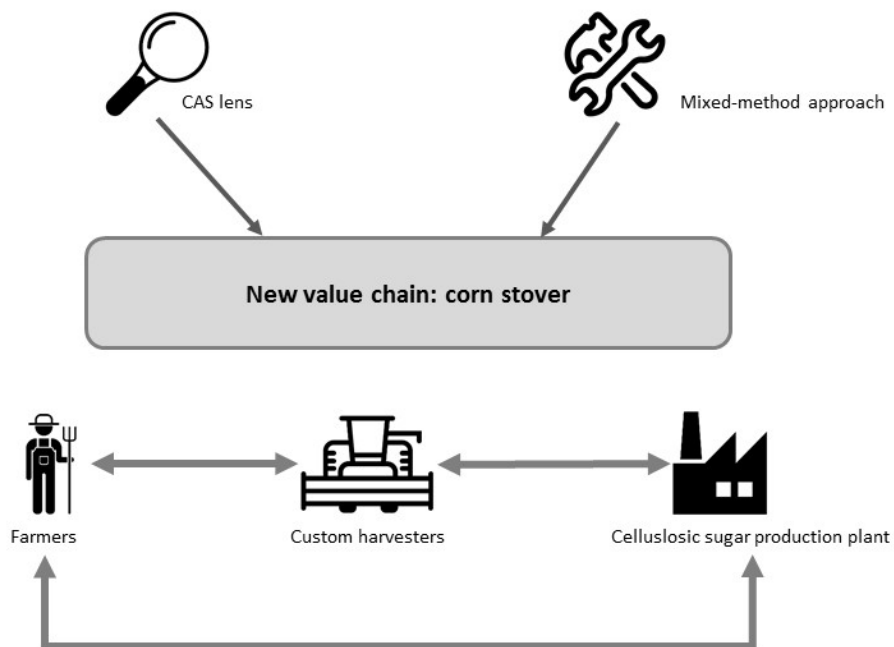 CAS lens
Mixed-method approach
New value chain: corn stover
Farmers
Custom harvesters
Celluslosic sugar production plant